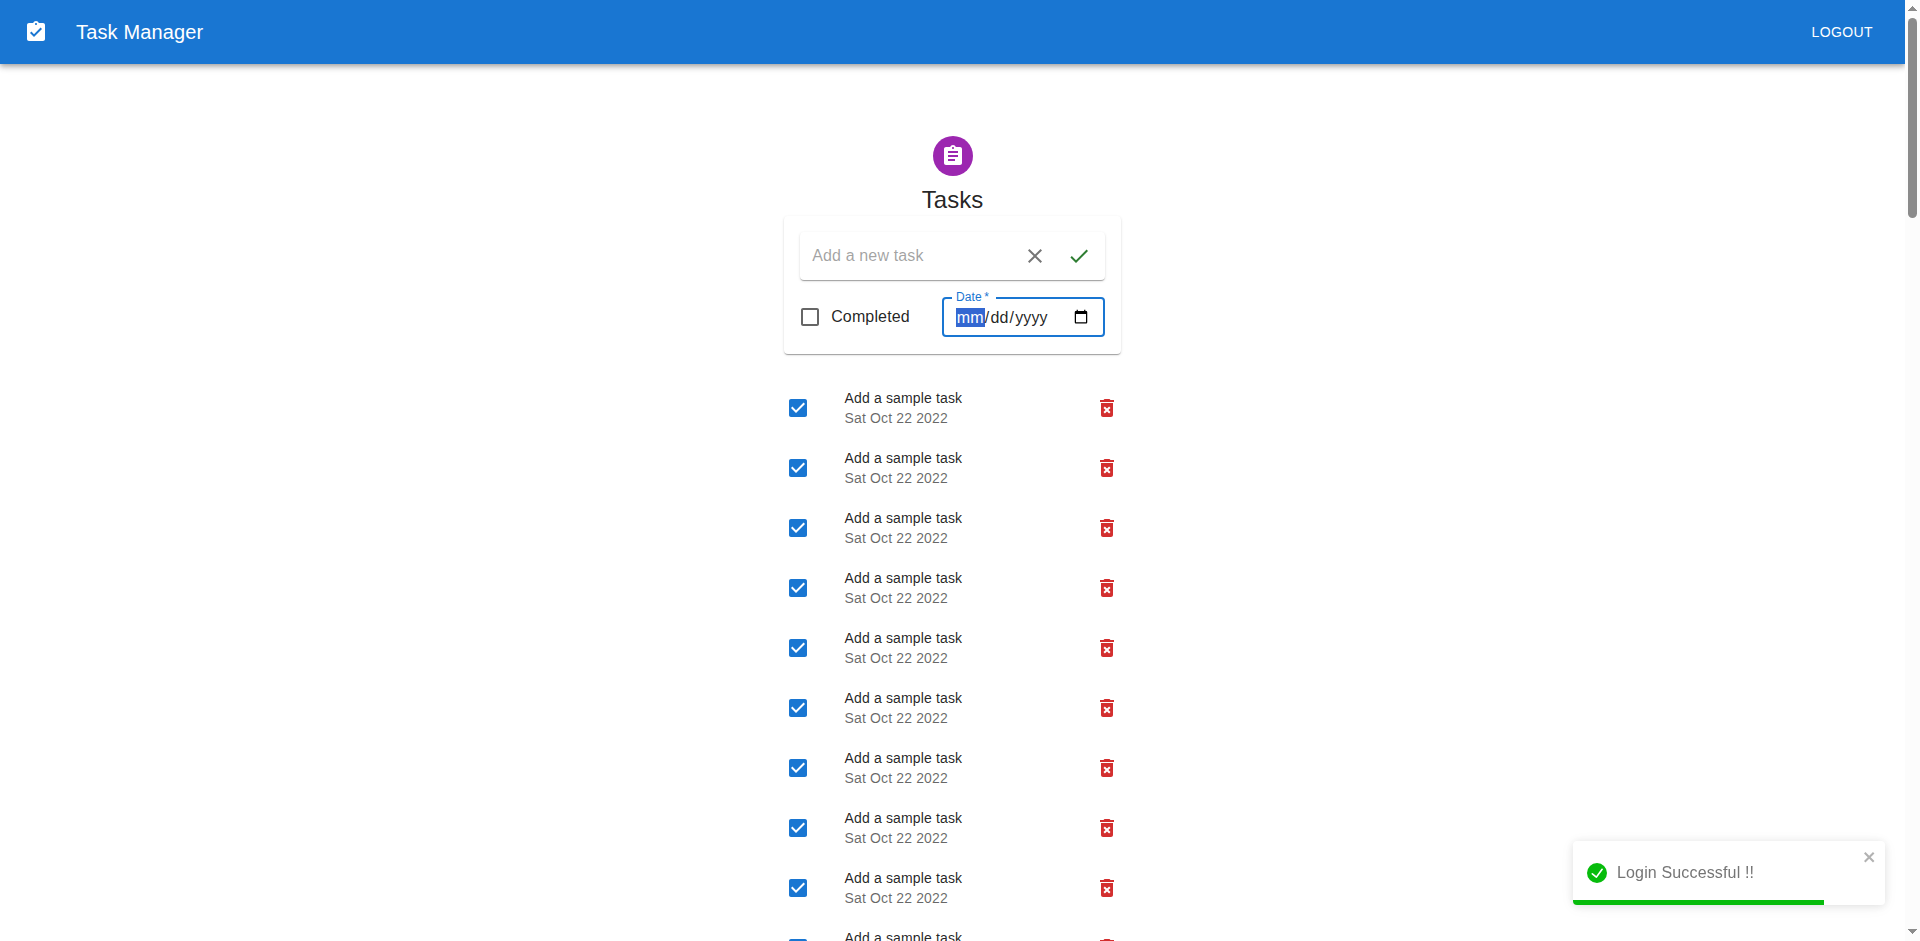 Task Manager
LOGOUT
Tasks
Add a new task
Completed
Date *
mm/dd/yyyy
Add a sample task
Sat Oct 22 2022
Add a sample task
Sat Oct 22 2022
Add a sample task
Sat Oct 22 2022
Add a sample task
Sat Oct 22 2022
Add a sample task
Sat Oct 22 2022
Add a sample task
Sat Oct 22 2022
Add a sample task
Sat Oct 22 2022
Add a sample task
Sat Oct 22 2022
Add a sample task
Sat Oct 22 2022
Add a sample task
Login Successful !!